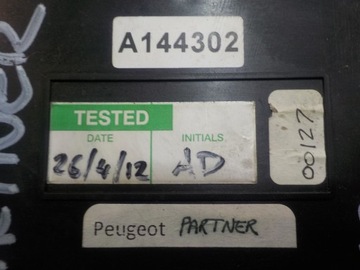 A144302
TESTED
DATE INITIALS
26/4/12 AD
00127
Peugeot PARTNER